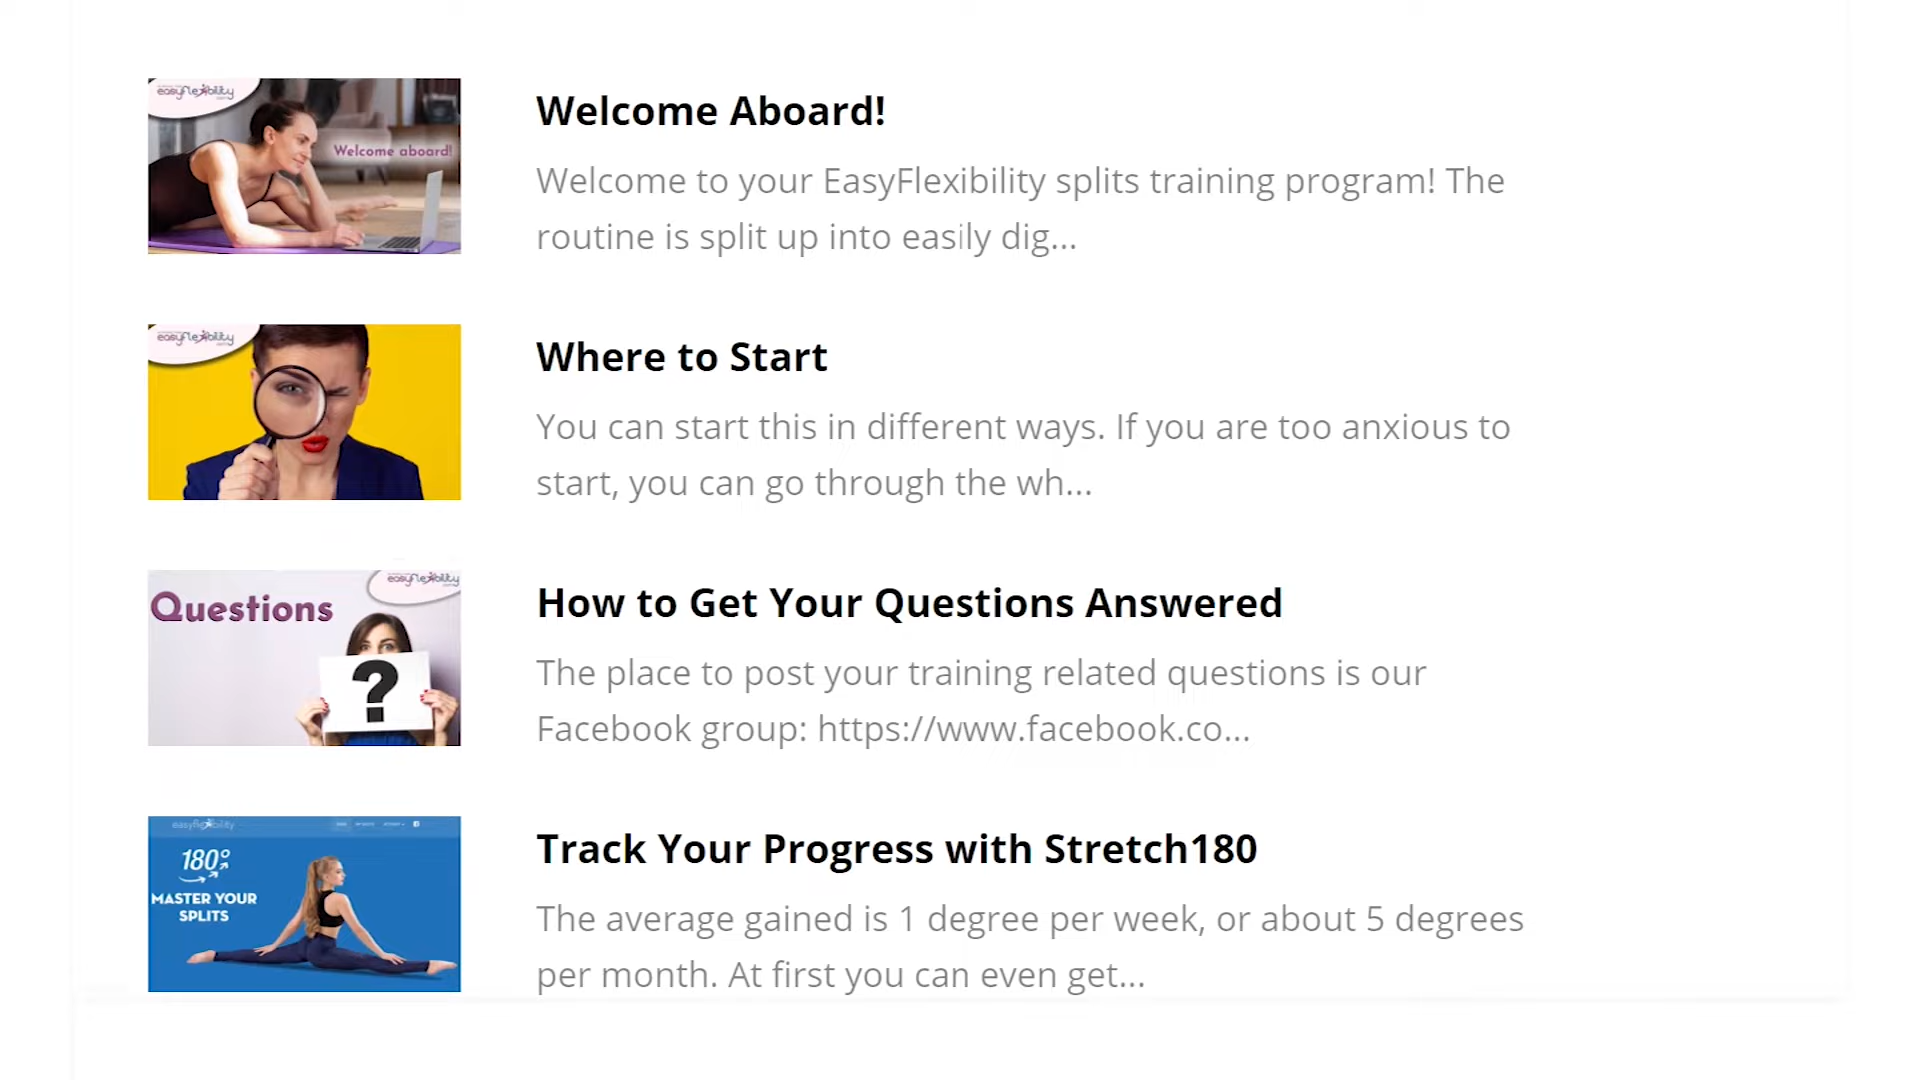 easyflexibility
Welcome aboard!
Welcome Aboard!
Welcome to your EasyFlexibility splits training program! The
routine is split up into easily dig...
easyflexibility
Where to Start
You can start this in different ways. If you are too anxious to
start, you can go through the wh...
easyflexibility
Questions
?
How to Get Your Questions Answered
The place to post your training related questions is our
Facebook group: https://www.facebook.co...
easyflexibility
180°
MASTER YOUR
SPLITS
Track Your Progress with Stretch180
The average gained is 1 degree per week, or about 5 degrees
per month. At first you can even get...